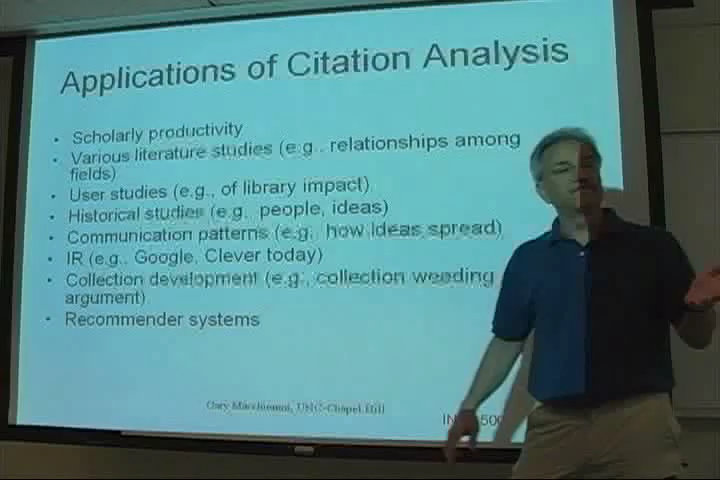 Applications of Citation Analysis
• Scholarly productivity
• Various literature studies (e.g., relationships among
fields)
• User studies (e.g., of library impact)
• Historical studies (e.g. people, ideas)
• Communication patterns (e.g. how ideas spread)
• IR (e.g., Google, Clever today)
• Collection development (e.g., collection weeding
argument)
• Recommender systems
Gary Marchionini, UNC-Chapel Hill